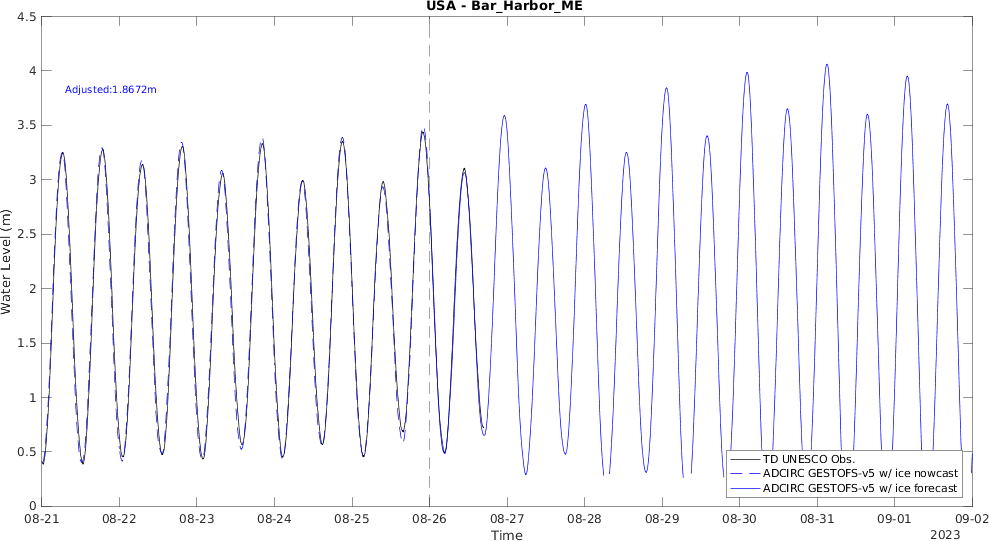 USA - Bar_Harbor_ME
4.5
4
3.5
3
2.5
2
1.5
1
0.5
0
Water Level (m)
Adjusted:1.8672m
TD UNESCO Obs.
ADCIRC GESTOFS-v5 w/ ice nowcast
ADCIRC GESTOFS-v5 w/ ice forecast
08-21 08-22 08-23 08-24 08-25 08-26 08-27 08-28 08-29 08-30 08-31 09-01 09-02
Time
2023